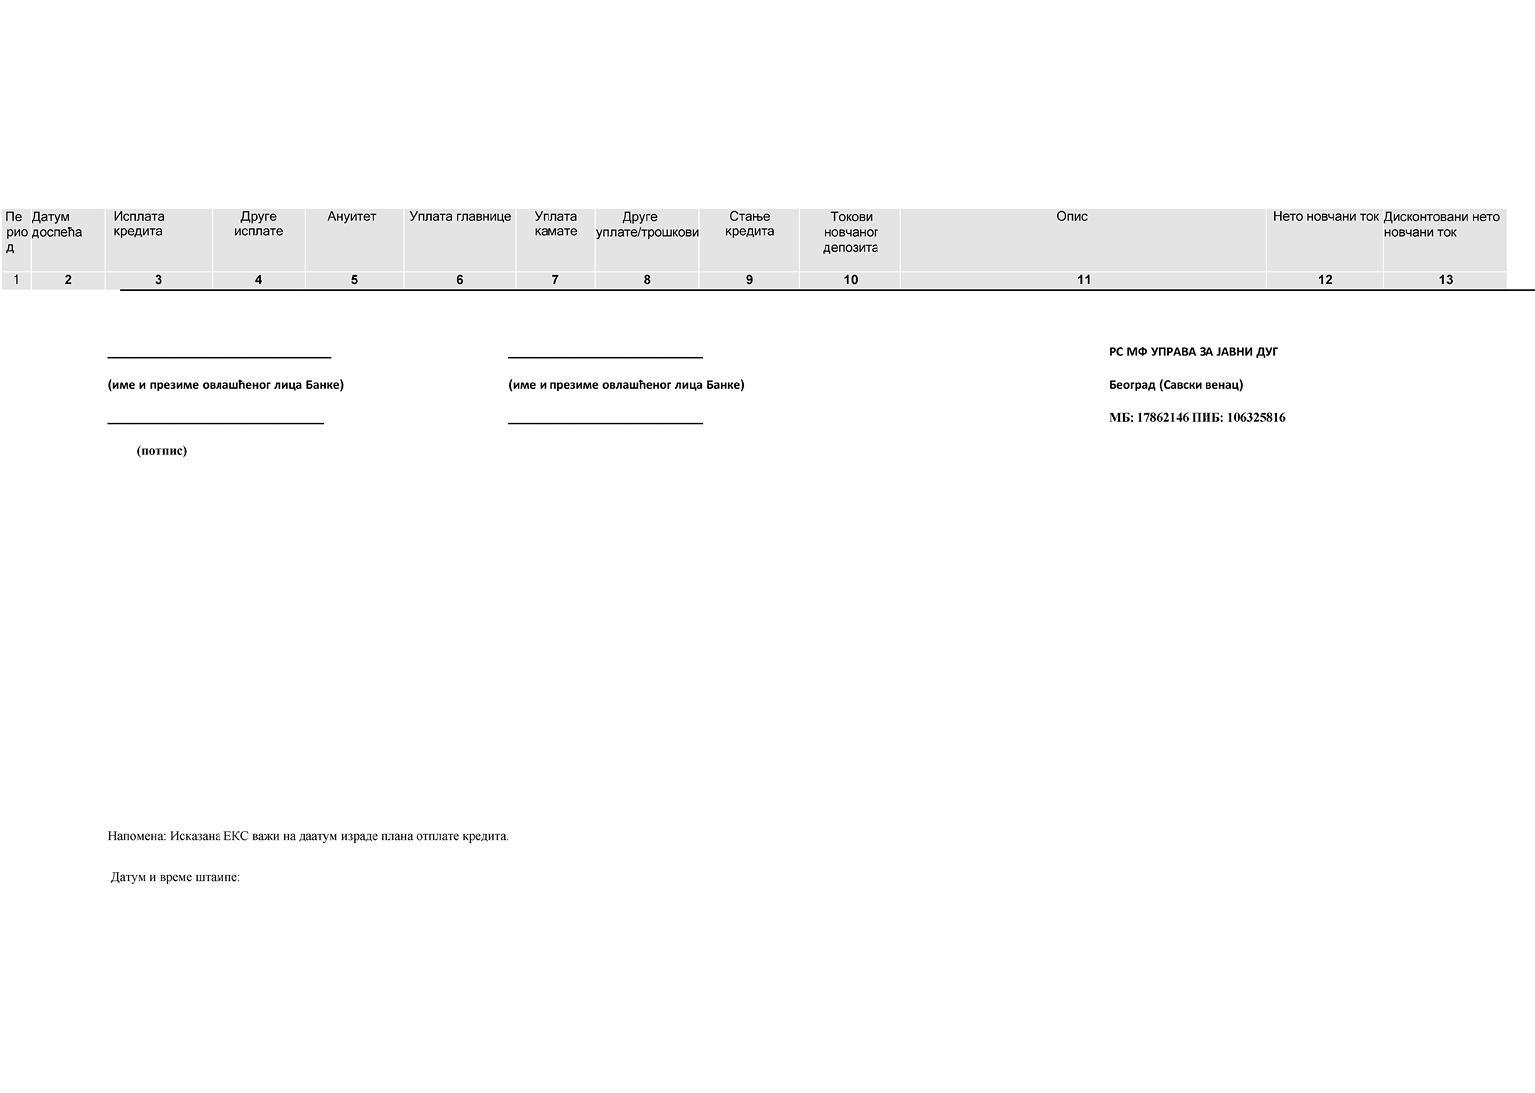 Пе Датум Исплата Друге Ануитет Уплата главнице Уплата Друге Стање Токови Опис Нето новчани ток Дисконтовани нето
рио доспећа кредита исплате камате уплате/трошкови кредита новчаног новчани ток
д депозита
1 2 3 4 5 6 7 8 9 10 11 12 13
РС МФ УПРАВА ЗА ЈАВНИ ДУГ
(име и презиме овлашћеног лица Банке) (име и презиме овлашћеног лица Банке) Београд (Савски венац)
МБ: 17862146 ПИБ: 106325816
(потпис)
Напомена: Исказана ЕКС важи на даатум израде плана отплате кредита.
Датум и време штампе: